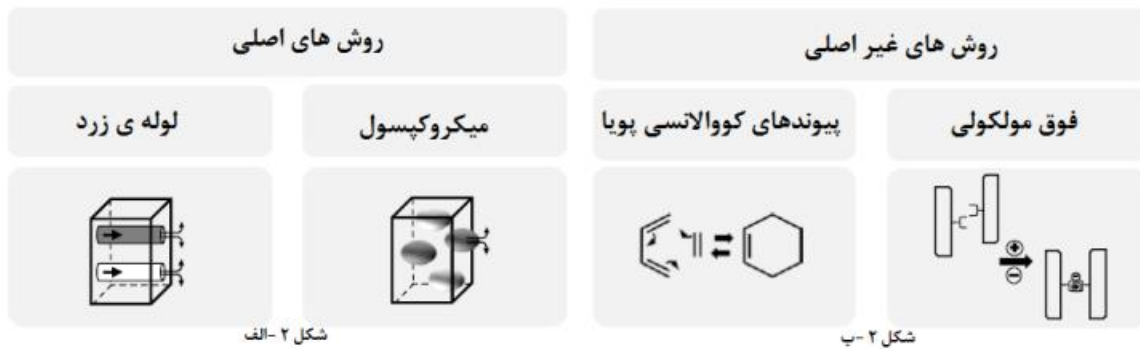 روش های غیر اصلی
روش های اصلی
فوق مولکولی
پیوندهای کووالانسی پویا
میکروکپسول
لوله ی زرد
شکل ۲ -ب
شکل ۲ -الف